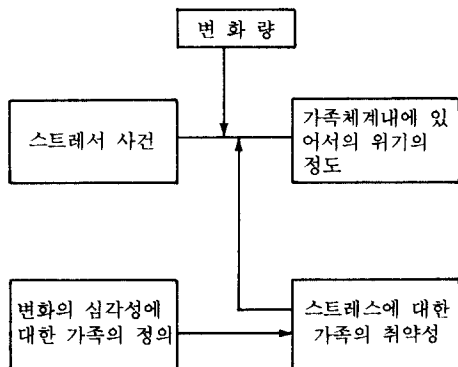 변 화 량
스트레서 사건
가족체계내에 있
어서의 위기의
정도
변화의 심각성에
대한 가족의 정의
스트레스에 대한
가족의 취약성